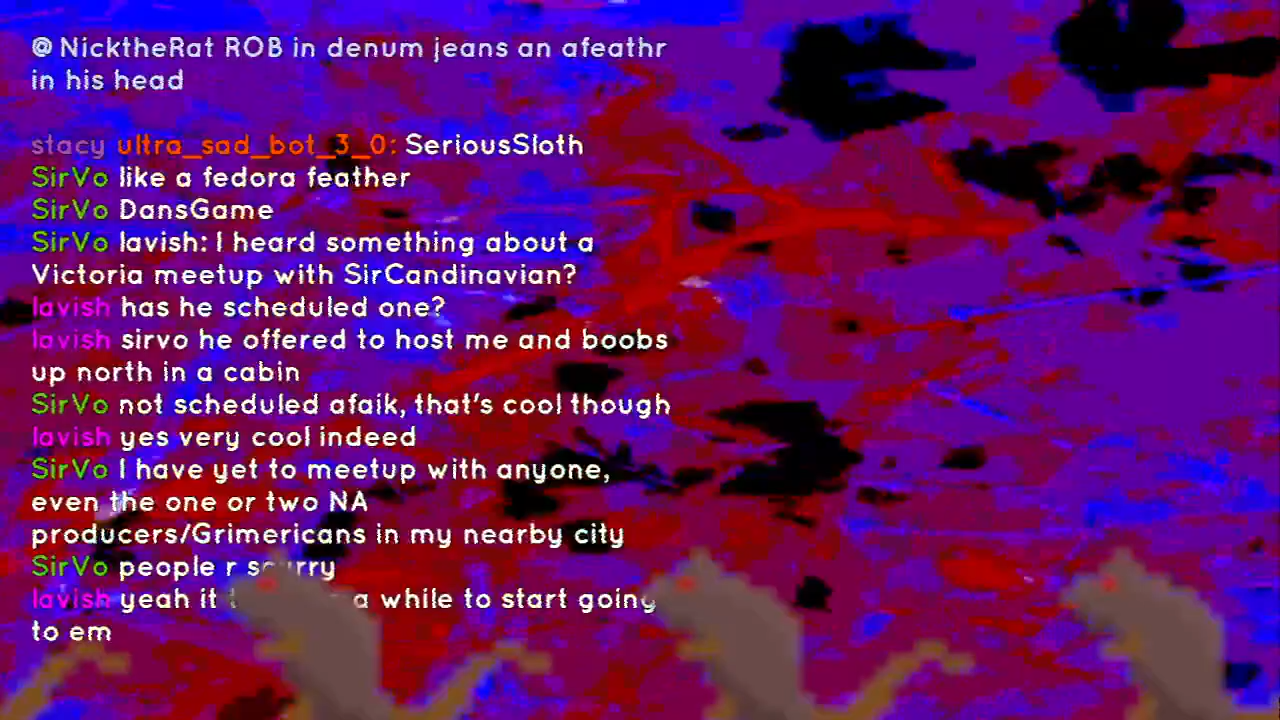 @NicktheRat ROB in denum jeans an afeathr
in his head
stacy ultra_sad_bot_3_0: SeriousSloth
SirVo like a fedora feather
SirVo DansGame
SirVo lavish: I heard something about a
Victoria meetup with SirCandinavian?
lavish has he scheduled one?
lavish sirvo he offered to host me and boobs
up north in a cabin
SirVo not scheduled afaik, that's cool though
lavish yes very cool indeed
SirVo I have yet to meetup with anyone,
even the one or two NA
producers/Grimericans in my nearby city
SirVo people r
lavish yeah it a while to start going
to em